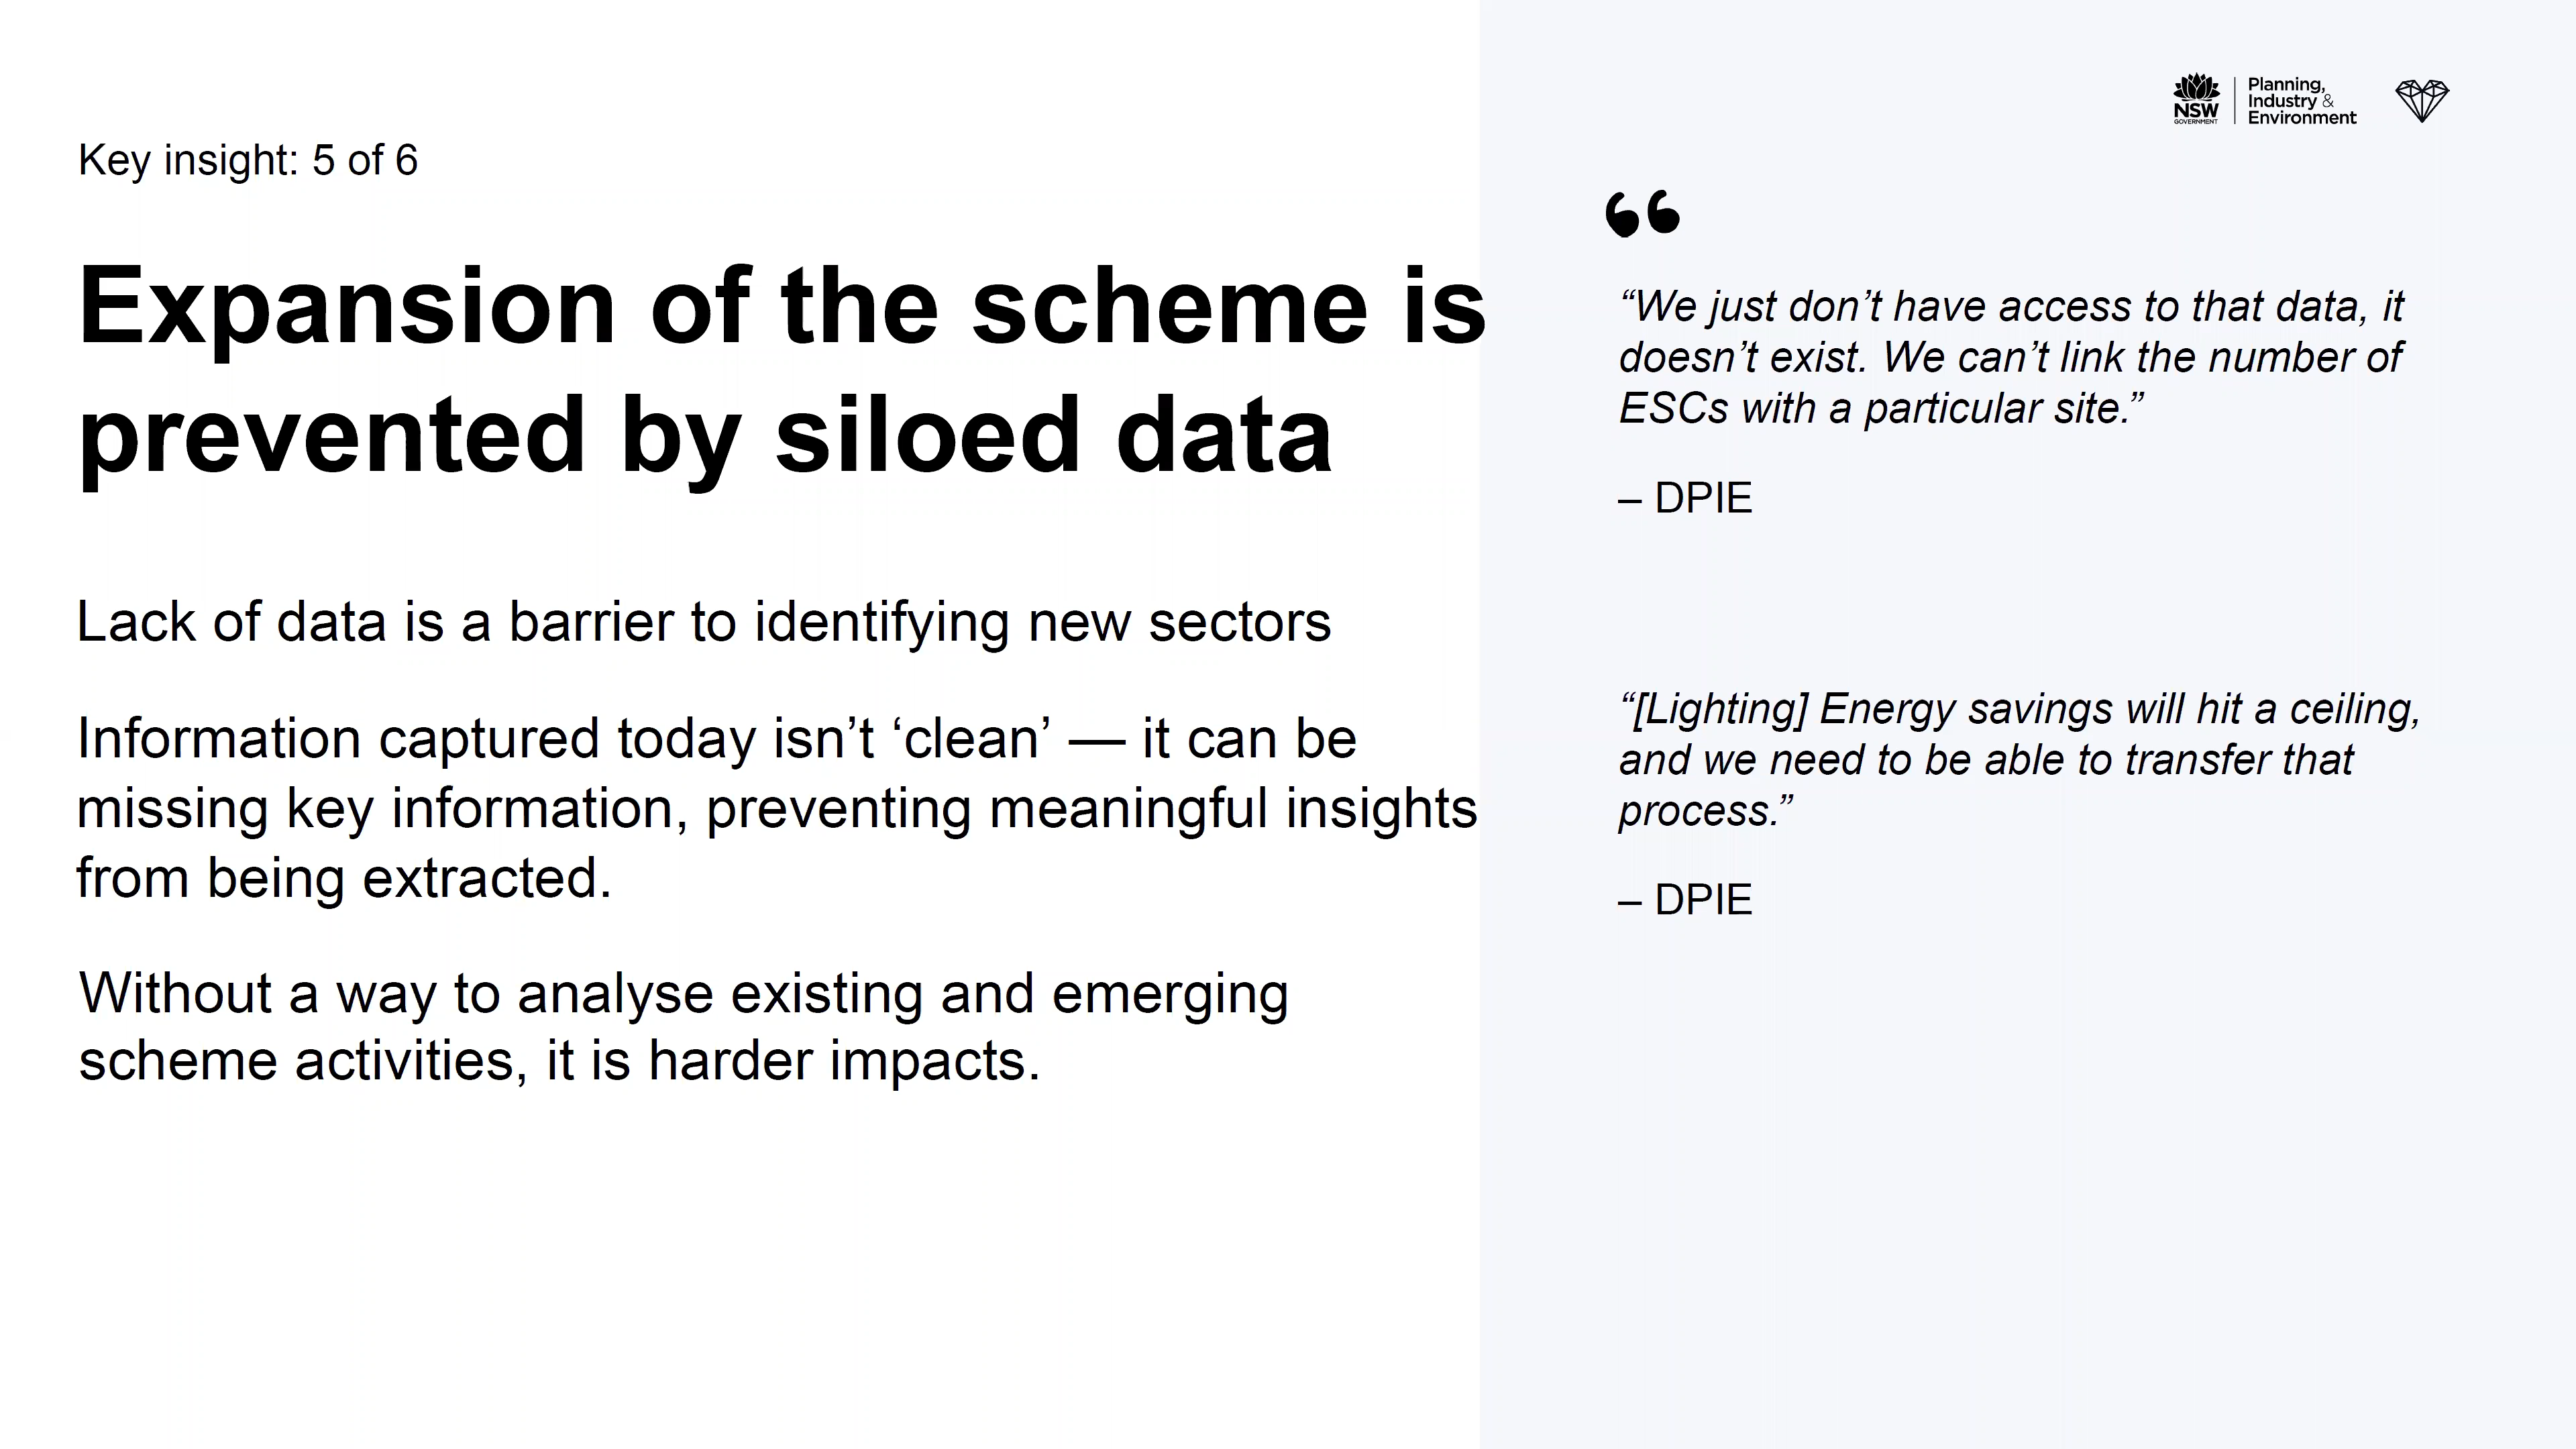 Key insight: 5 of 6
Expansion of the scheme is
prevented by siloed data
Lack of data is a barrier to identifying new sectors
Information captured today isn’t ‘clean’ — it can be
missing key information, preventing meaningful insights
from being extracted.
Without a way to analyse existing and emerging
scheme activities, it is harder impacts.
NSW
GOVERNMENT
Planning,
Industry &
Environment
“We just don’t have access to that data, it
doesn’t exist. We can’t link the number of
ESCs with a particular site.”
– DPIE
“[Lighting] Energy savings will hit a ceiling,
and we need to be able to transfer that
process.”
– DPIE